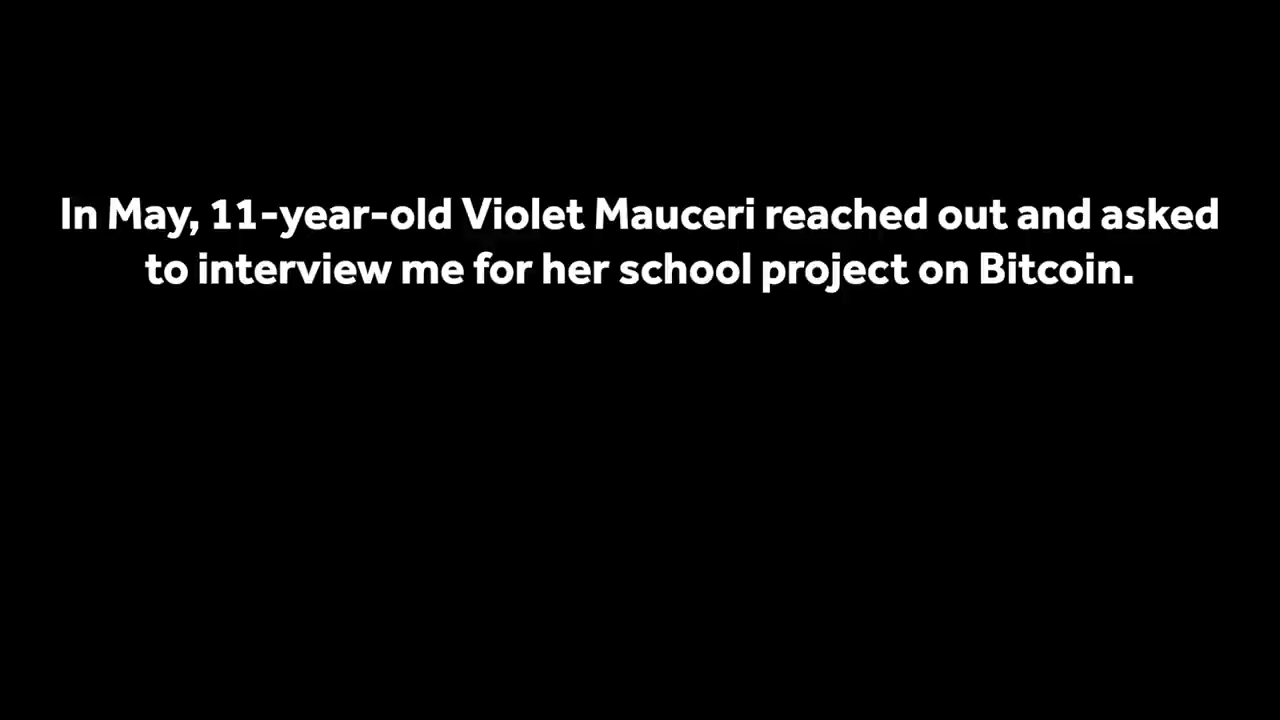 In May, 11-year-old Violet Mauceri reached out and asked
to interview me for her school project on Bitcoin.